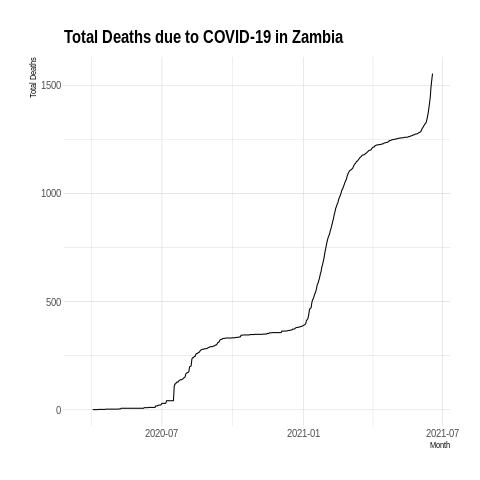 Total Deaths due to COVID-19 in Zambia
Total Deaths
1500
1000
500
0
2020-07
2021-01
2021-07
Month